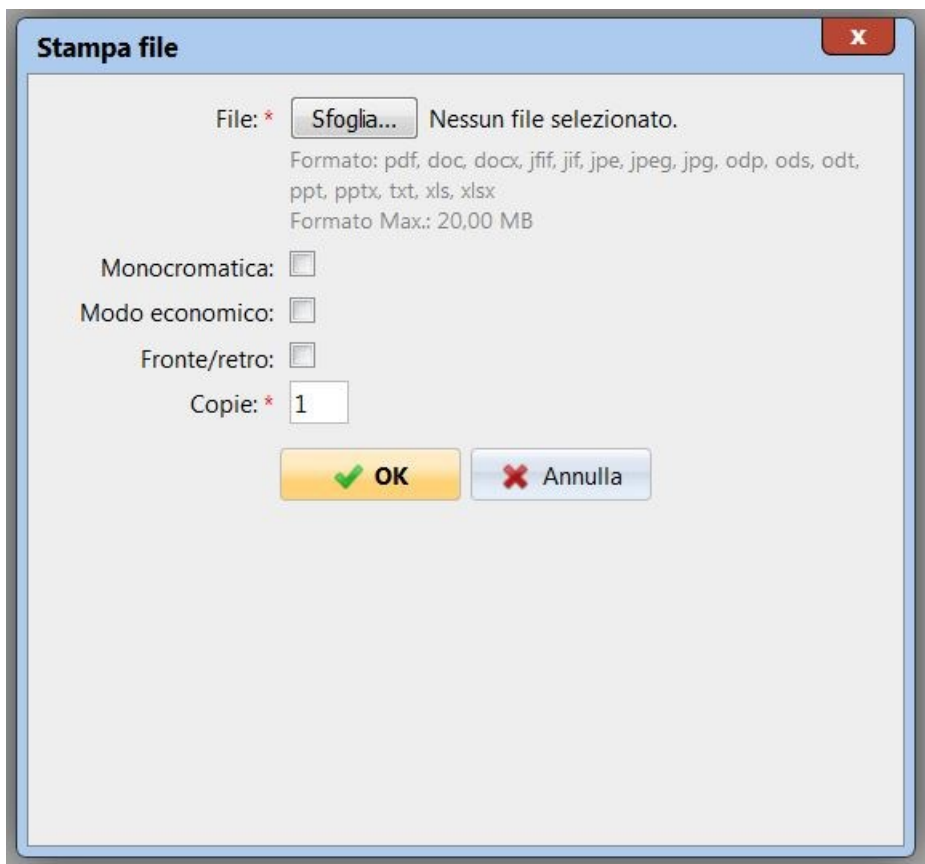 Stampa file
x
File: * Sfoglia... Nessun file selezionato.
Formato: pdf, doc, docx, jfif, jif, jpe, jpeg, jpg, odp, ods, odt,
ppt, pptx, txt, xls, xlsx
Formato Max.: 20,00 MB
Monocromatica:
Modo economico:
Fronte/retro:
Copie: * 1
OK Annulla